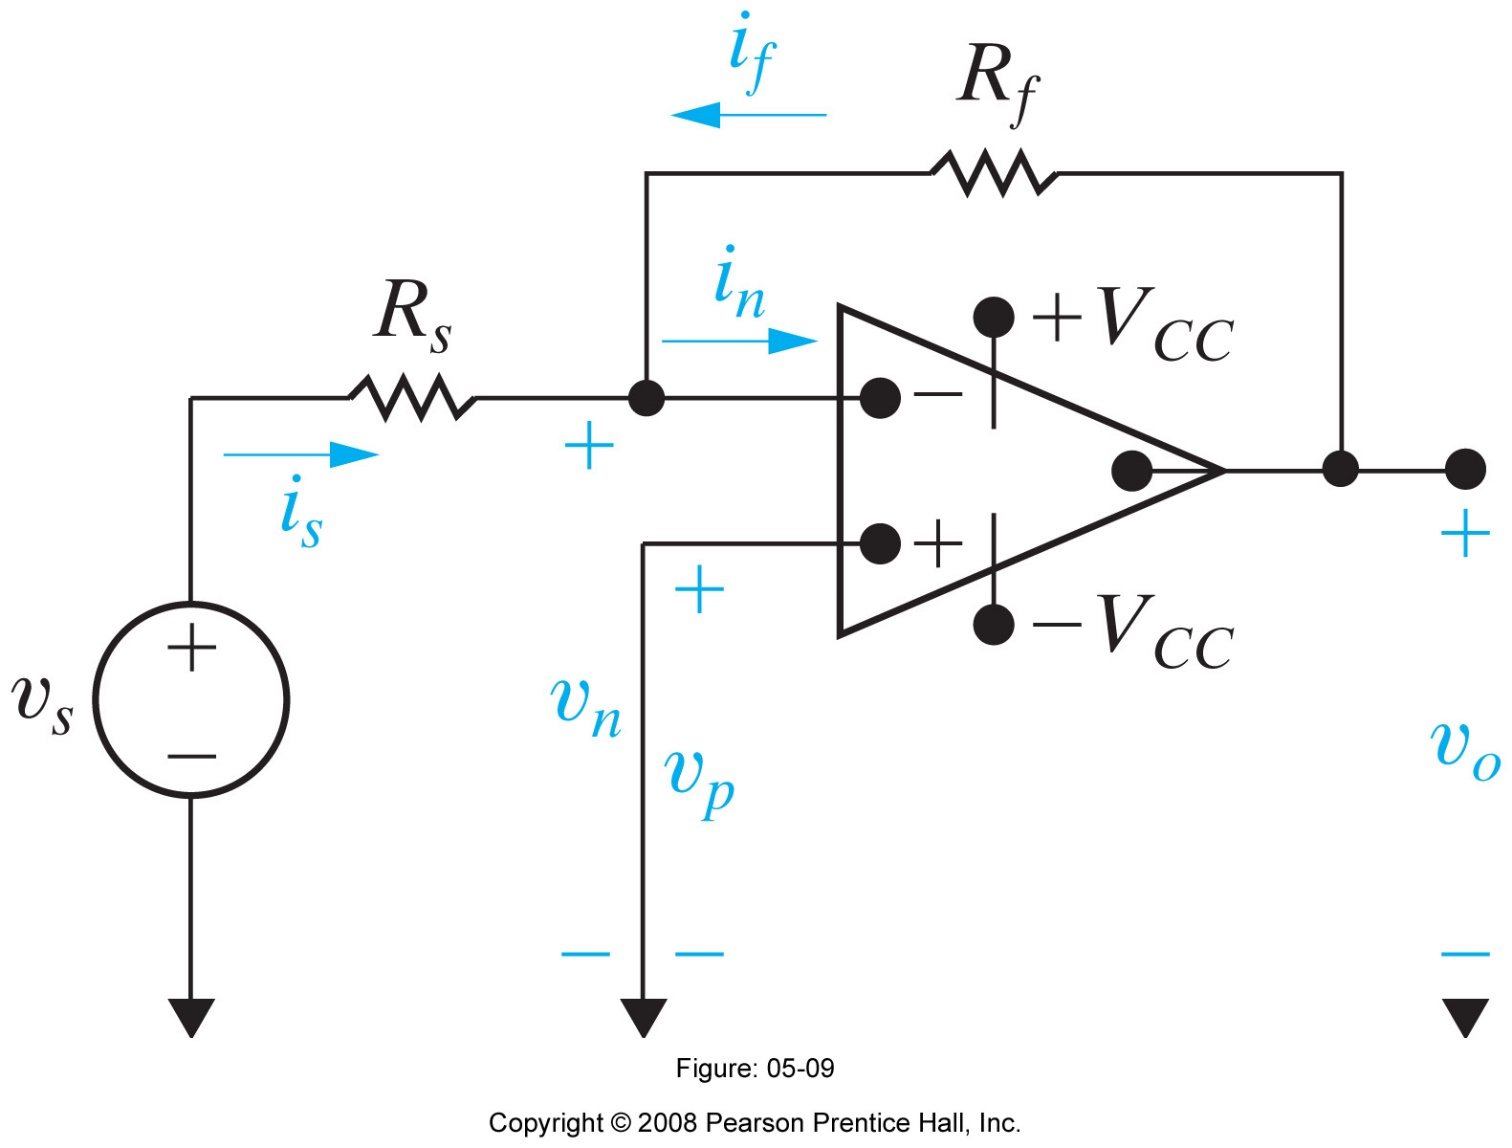 i_f
R_f
i_n
+V_CC
R_s
−
+
i_s
+
+
+
−V_CC
+
v_s
−
v_n
v_p
v_o
−
−
−
Figure: 05-09
Copyright © 2008 Pearson Prentice Hall, Inc.